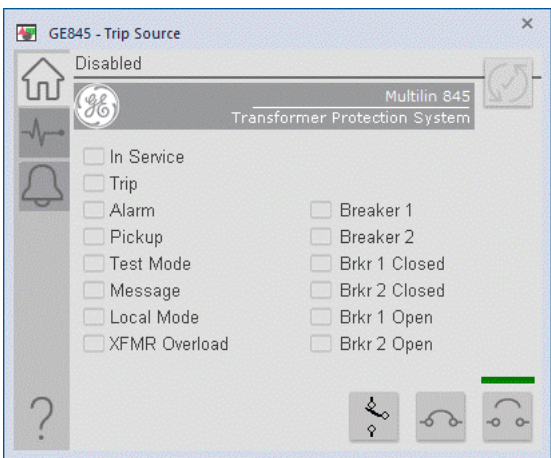 GE845 - Trip Source
Disabled
GE
Multilin 845
Transformer Protection System
In Service
Trip
Alarm
Breaker 1
Pickup
Breaker 2
Test Mode
Brkr 1 Closed
Message
Brkr 2 Closed
Local Mode
Brkr 1 Open
XFMR Overload
Brkr 2 Open
?